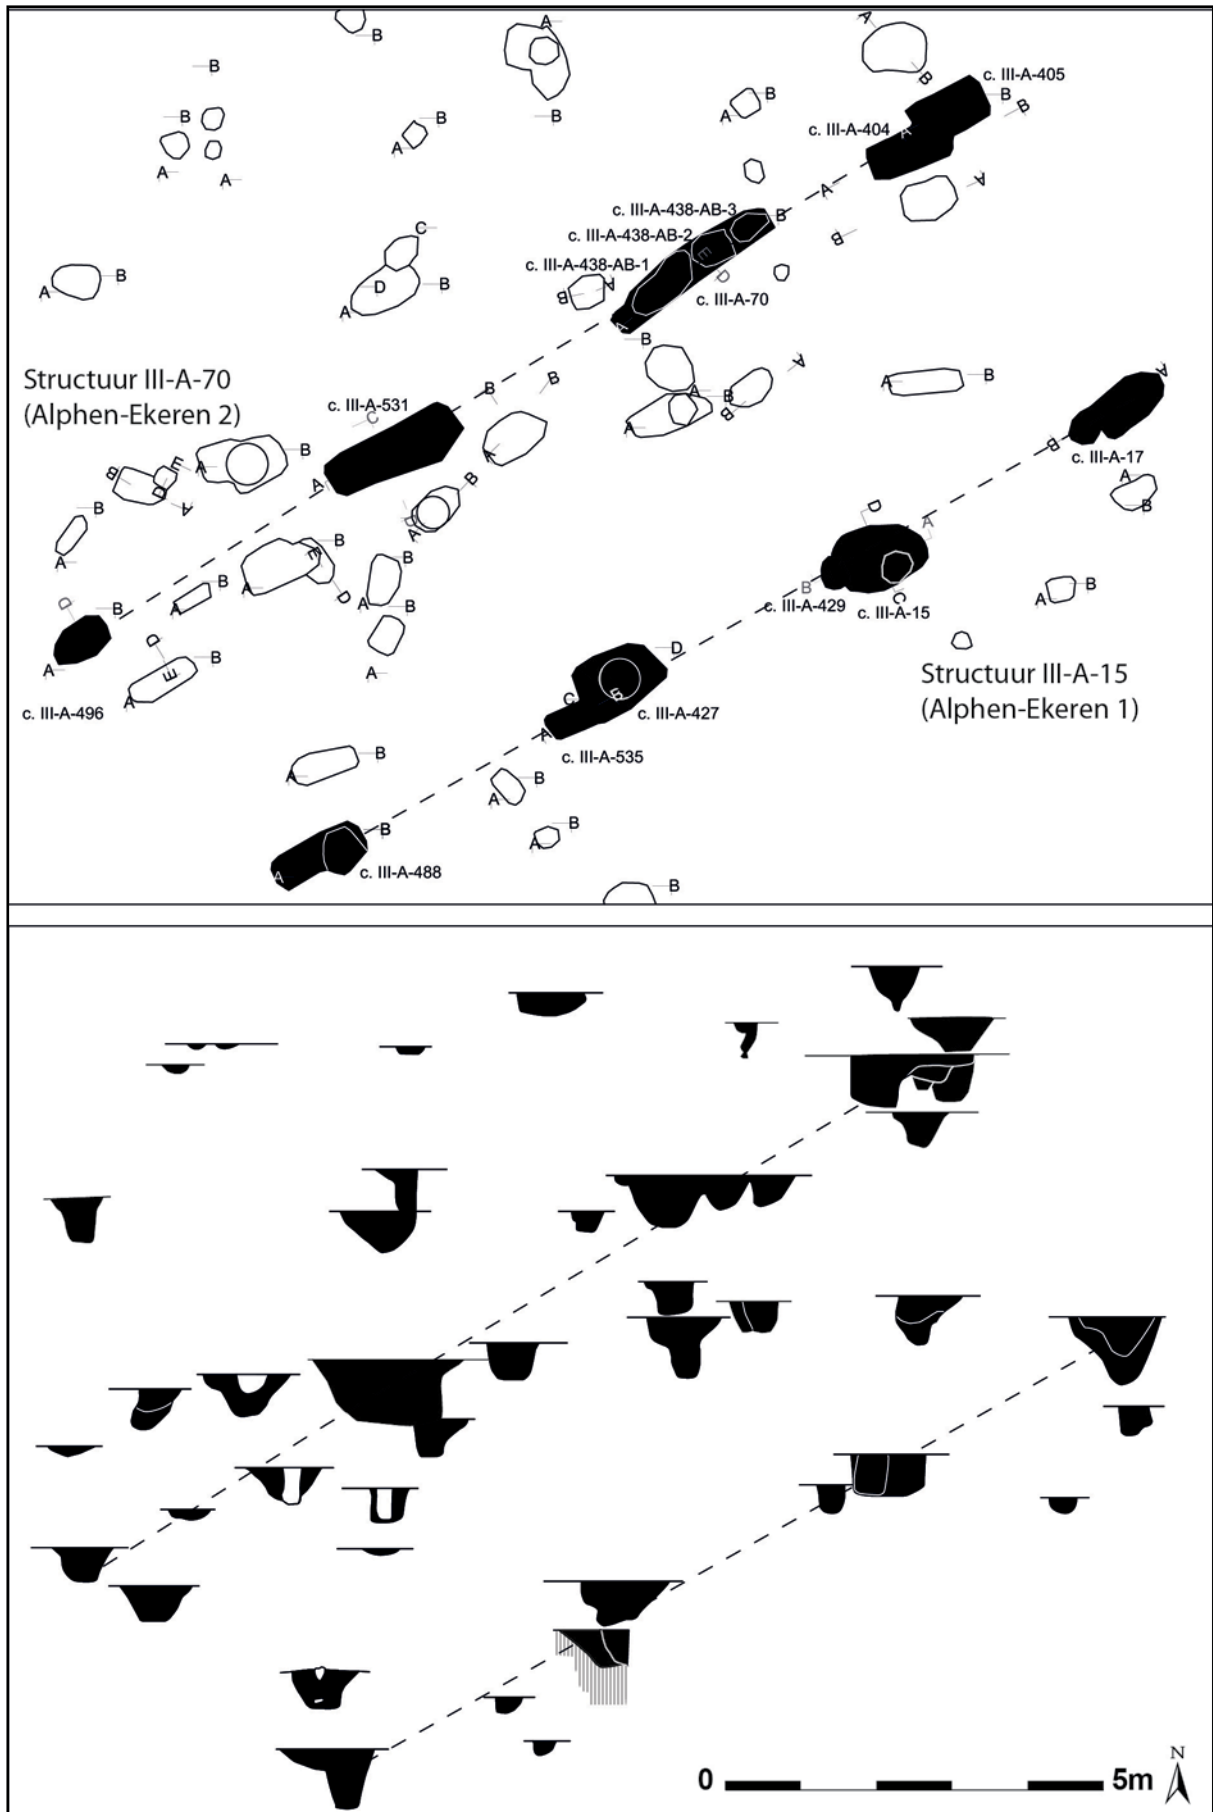 A
B
A
B
B
c. III-A-405
B
B
A
B
B
A
B
B
c. III-A-404
A
B
A
A
A
A
A
c. III-A-438-AB-3
B
C
c. III-A-438-AB-2
B
E
c. III-A-438-AB-1
D
A
B
A
D
B
A
B
c. III-A-70
A
A
B
Structuur III-A-70
(Alphen-Ekeren 2)
B
B
A
A
B
A
A
B
B
c. III-A-531
C
A
B
B
A
B
c. III-A-17
B
E
A
B
A
A
B
A
D
A
B
B
B
D
A
B
A
E
B
D
A
A
B
B
A
D
A
B
B
D
B
A
B
c. III-A-429
C
c. III-A-15
A
B
A
D
E
B
A
D
Structuur III-A-15
(Alphen-Ekeren 1)
c. III-A-496
A
C
B
c. III-A-427
A
c. III-A-535
A
B
A
B
B
A
B
A
c. III-A-488
B
0
5m
N